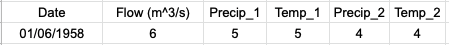 Date Flow (m^3/s) Precip_1 Temp_1 Precip_2 Temp_2
01/06/1958 6 5 5 4 4